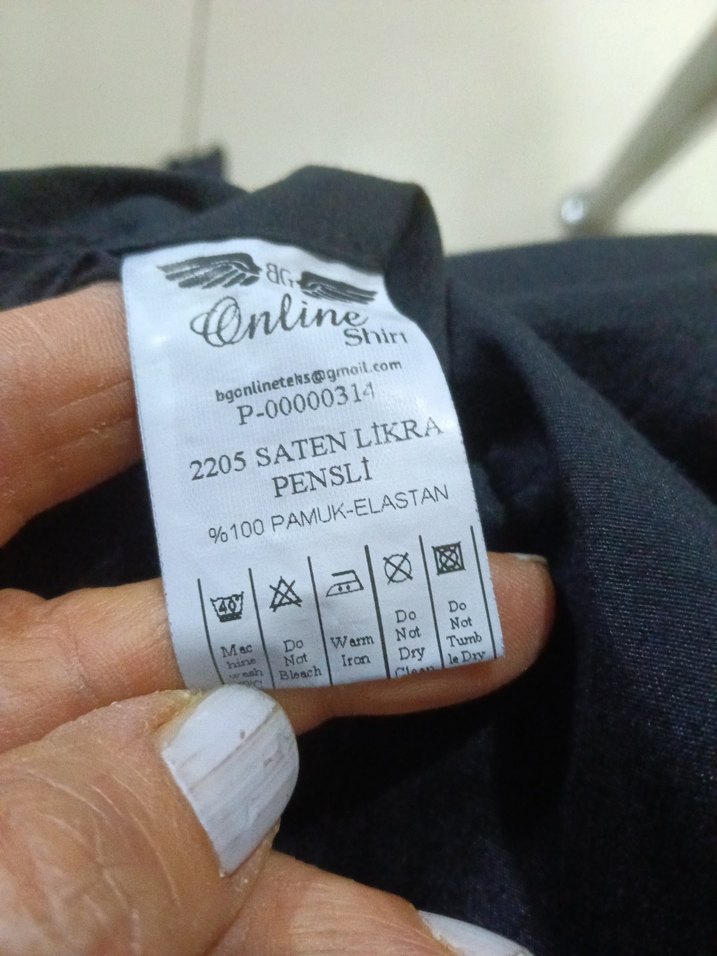 BG
Online
Shirt
bgonlineteks@gmail.com
P-00000314
2205 SATEN LİKRA
PENSLİ
%100 PAMUK-ELASTAN
40
Mac
hine
wash
Do
Not
Bleach
Warm
Iron
Do
Not
Dry
Clean
Do
Not
Tumb
le Dry